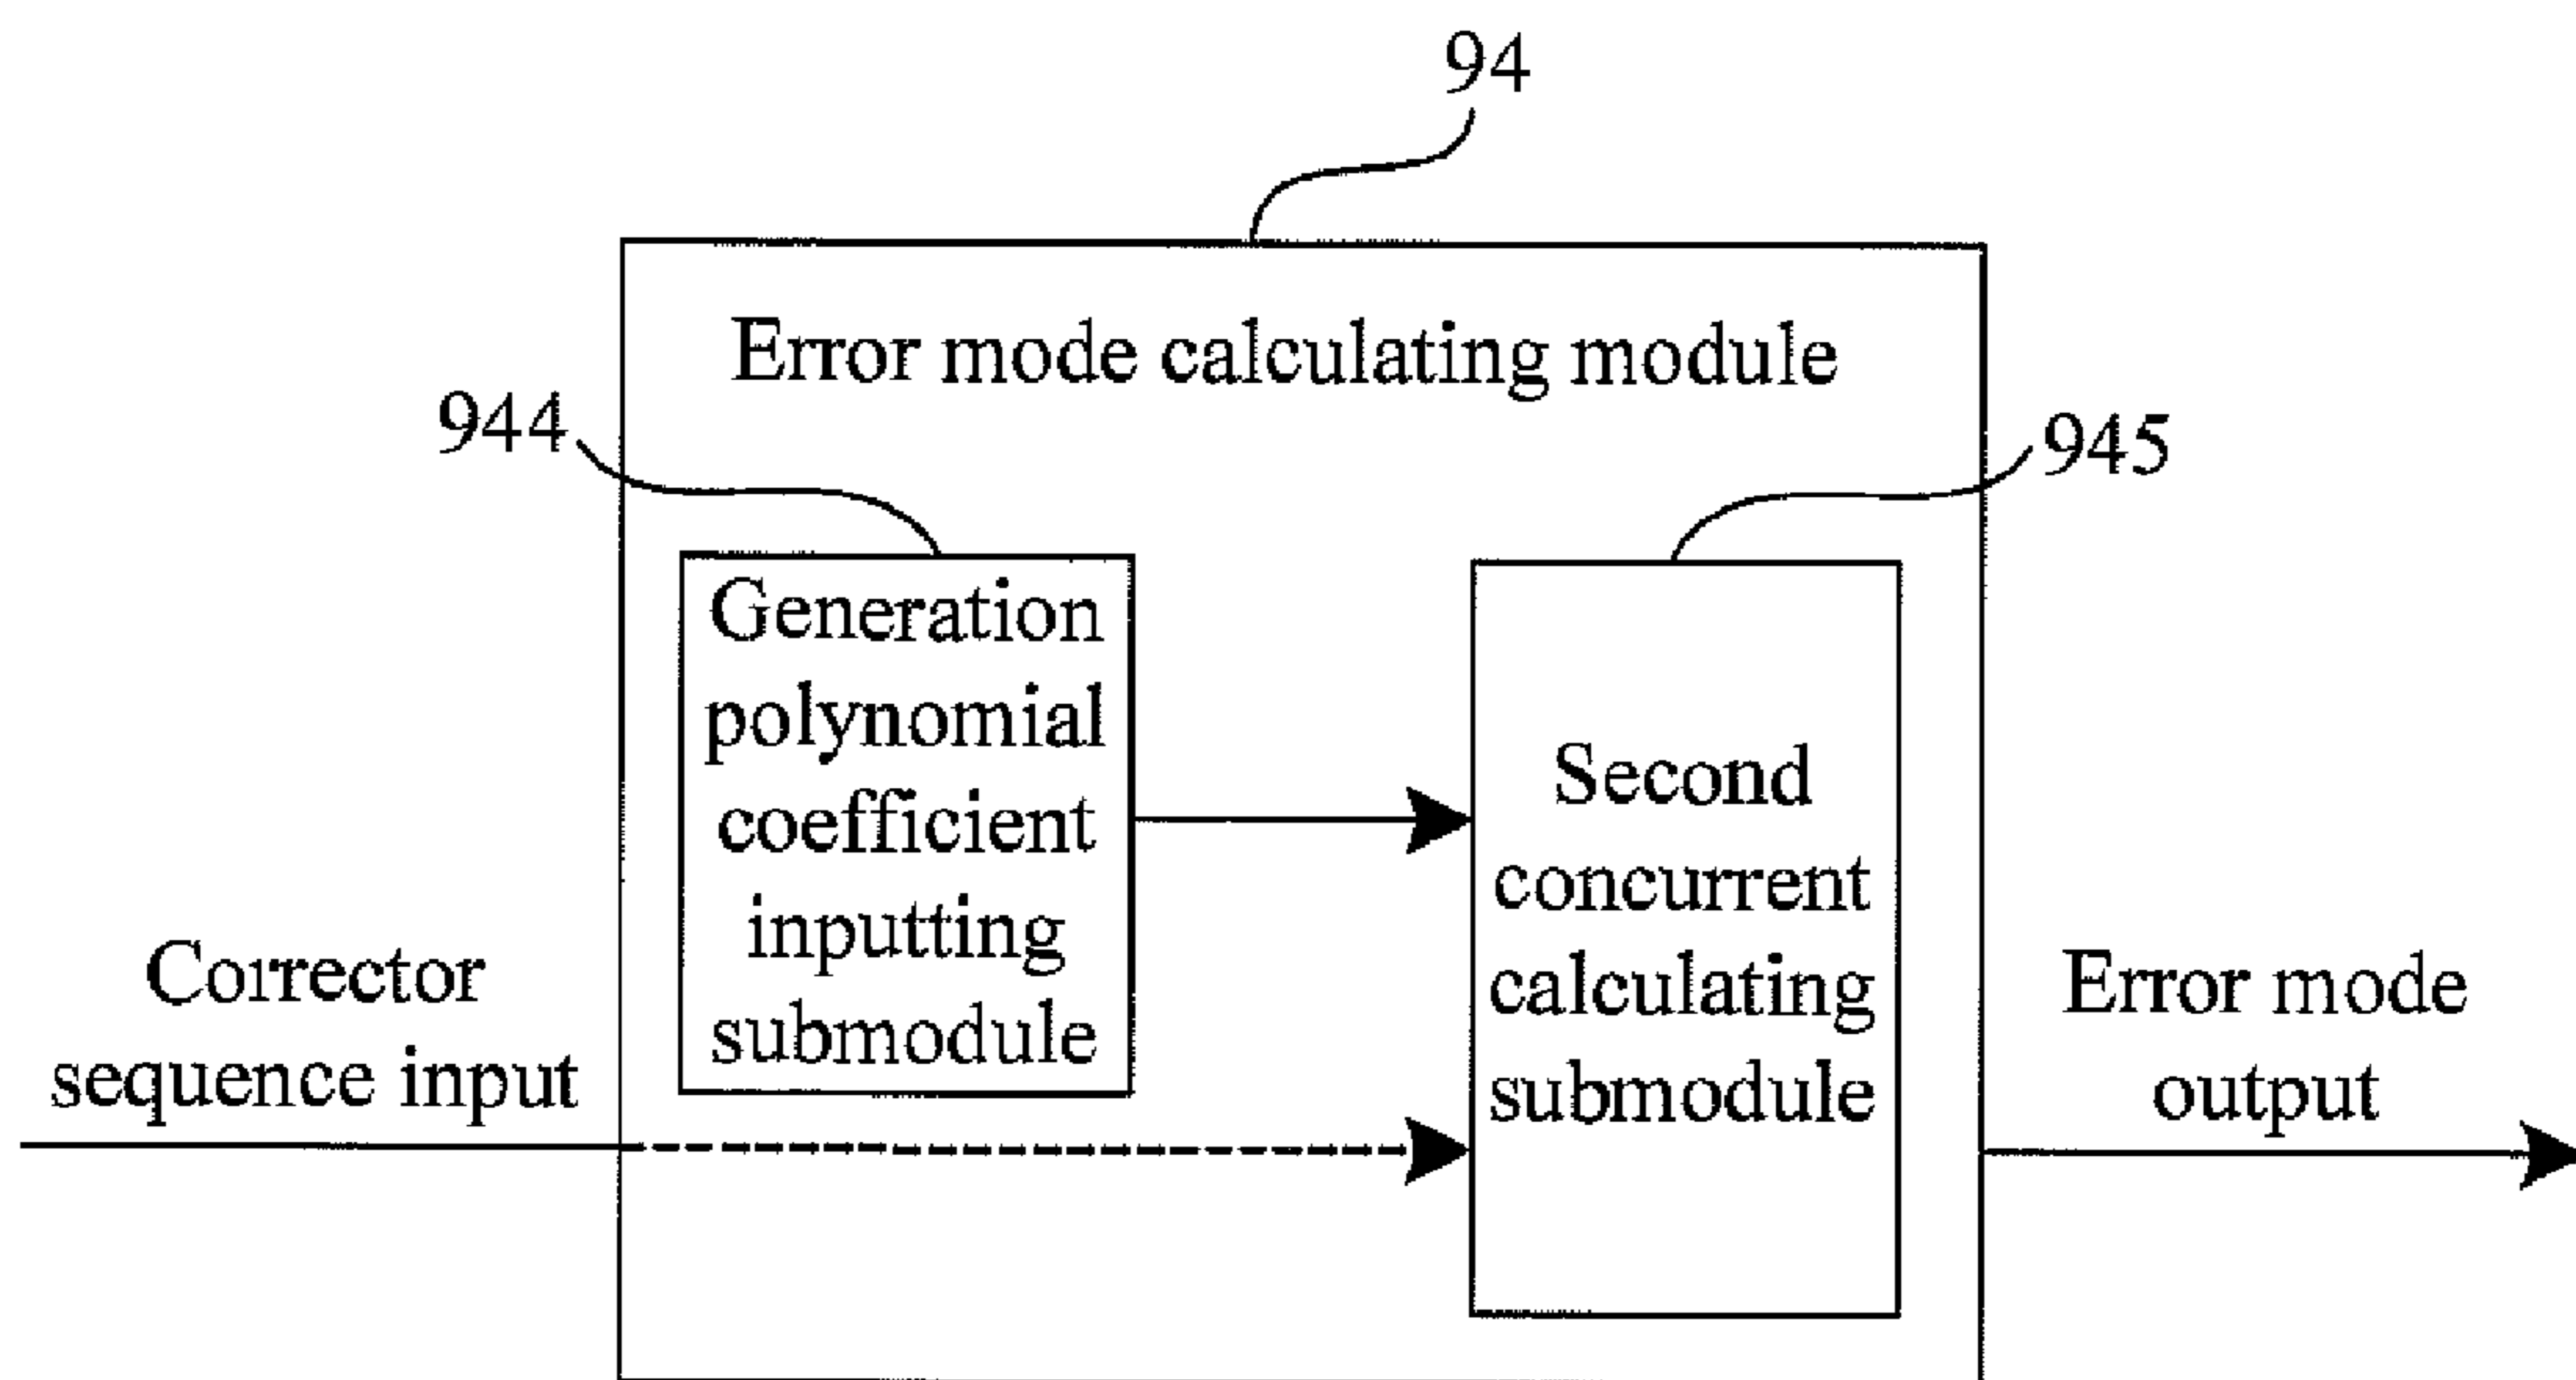 94
Error mode calculating module
944
945
Generation
polynomial
coefficient
inputting
submodule
Second
concurrent
calculating
submodule
Corrector
sequence input
Error mode
output